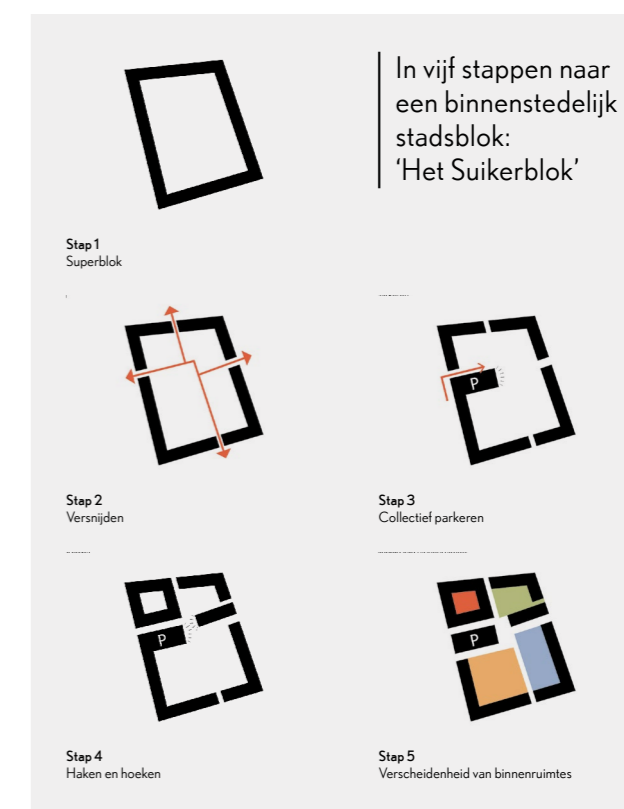 In vijf stappen naar
een binnenstedelijk
stadsblok:
‘Het Suikerblok’
Stap 1
Superblok
Stap 2
Versnijden
P
Stap 3
Collectief parkeren
P
Stap 4
Haken en hoeken
P
Stap 5
Verscheidenheid van binnenruimtes